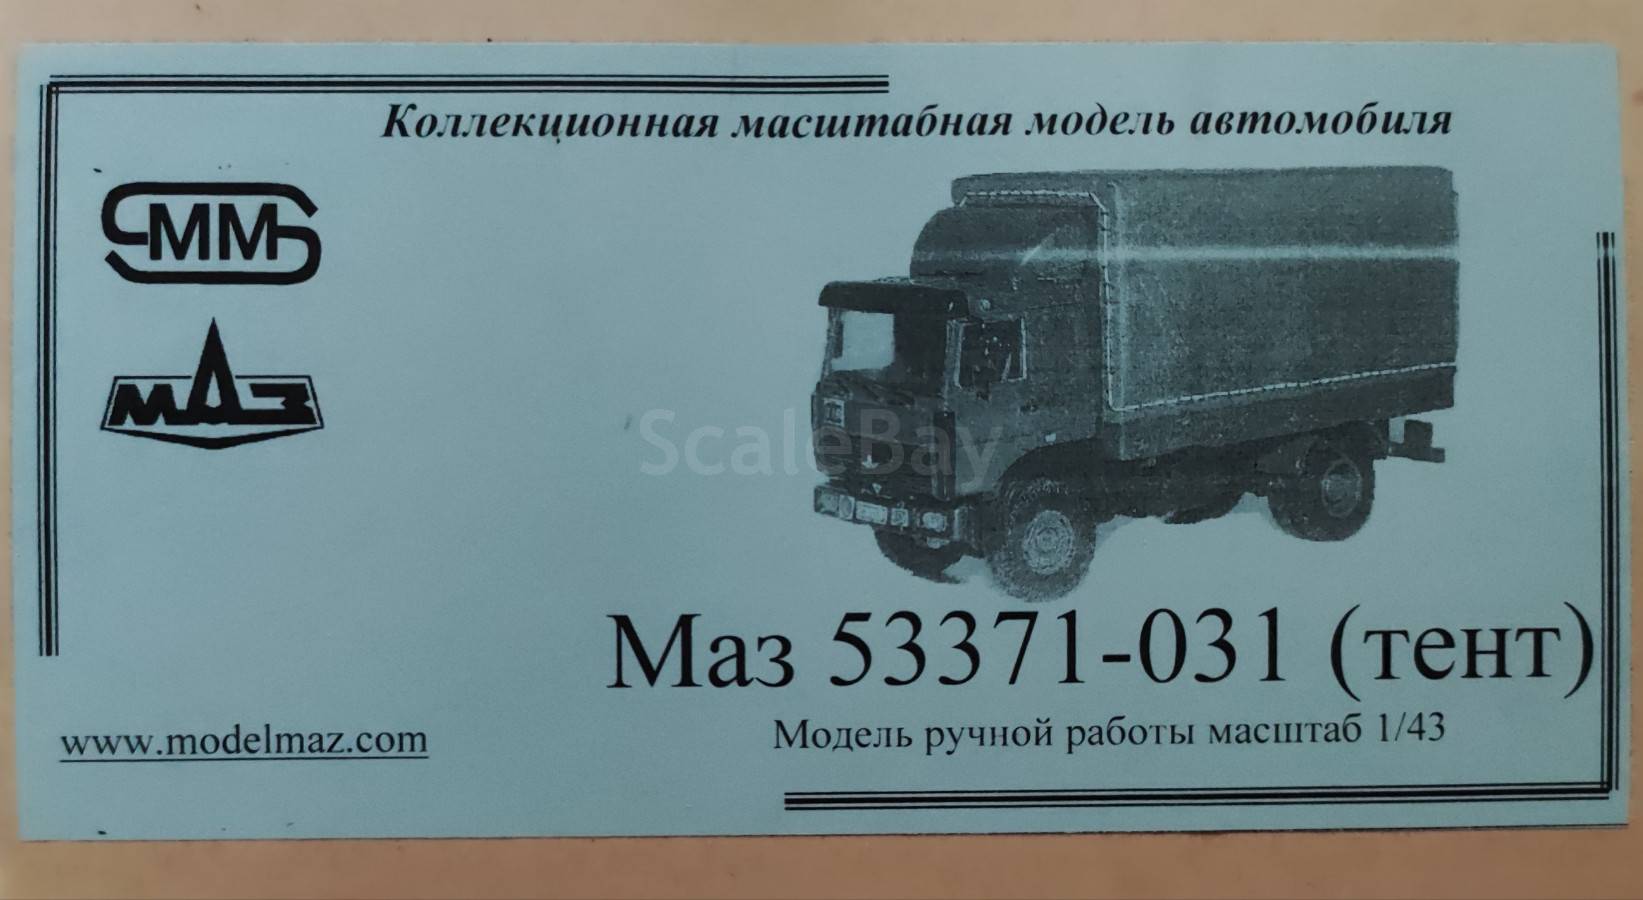 Коллекционная масштабная модель автомобиля
SMMS
МАЗ
ScaleBay
Маз 53371-031 (тент)
Модель ручной работы масштаб 1/43
www.modelmaz.com